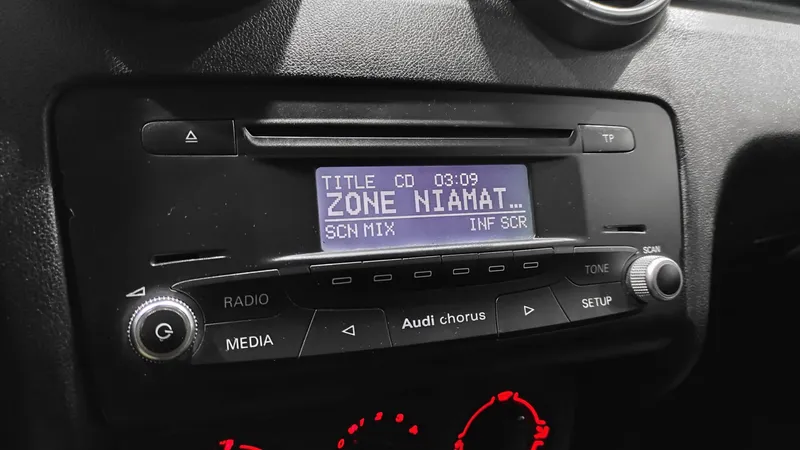 TP
TITLE CD 03:09
ZONE NIAMAT...
SCN MIX INF SCR
SCAN
RADIO
TONE
MEDIA
Audi chorus
SETUP